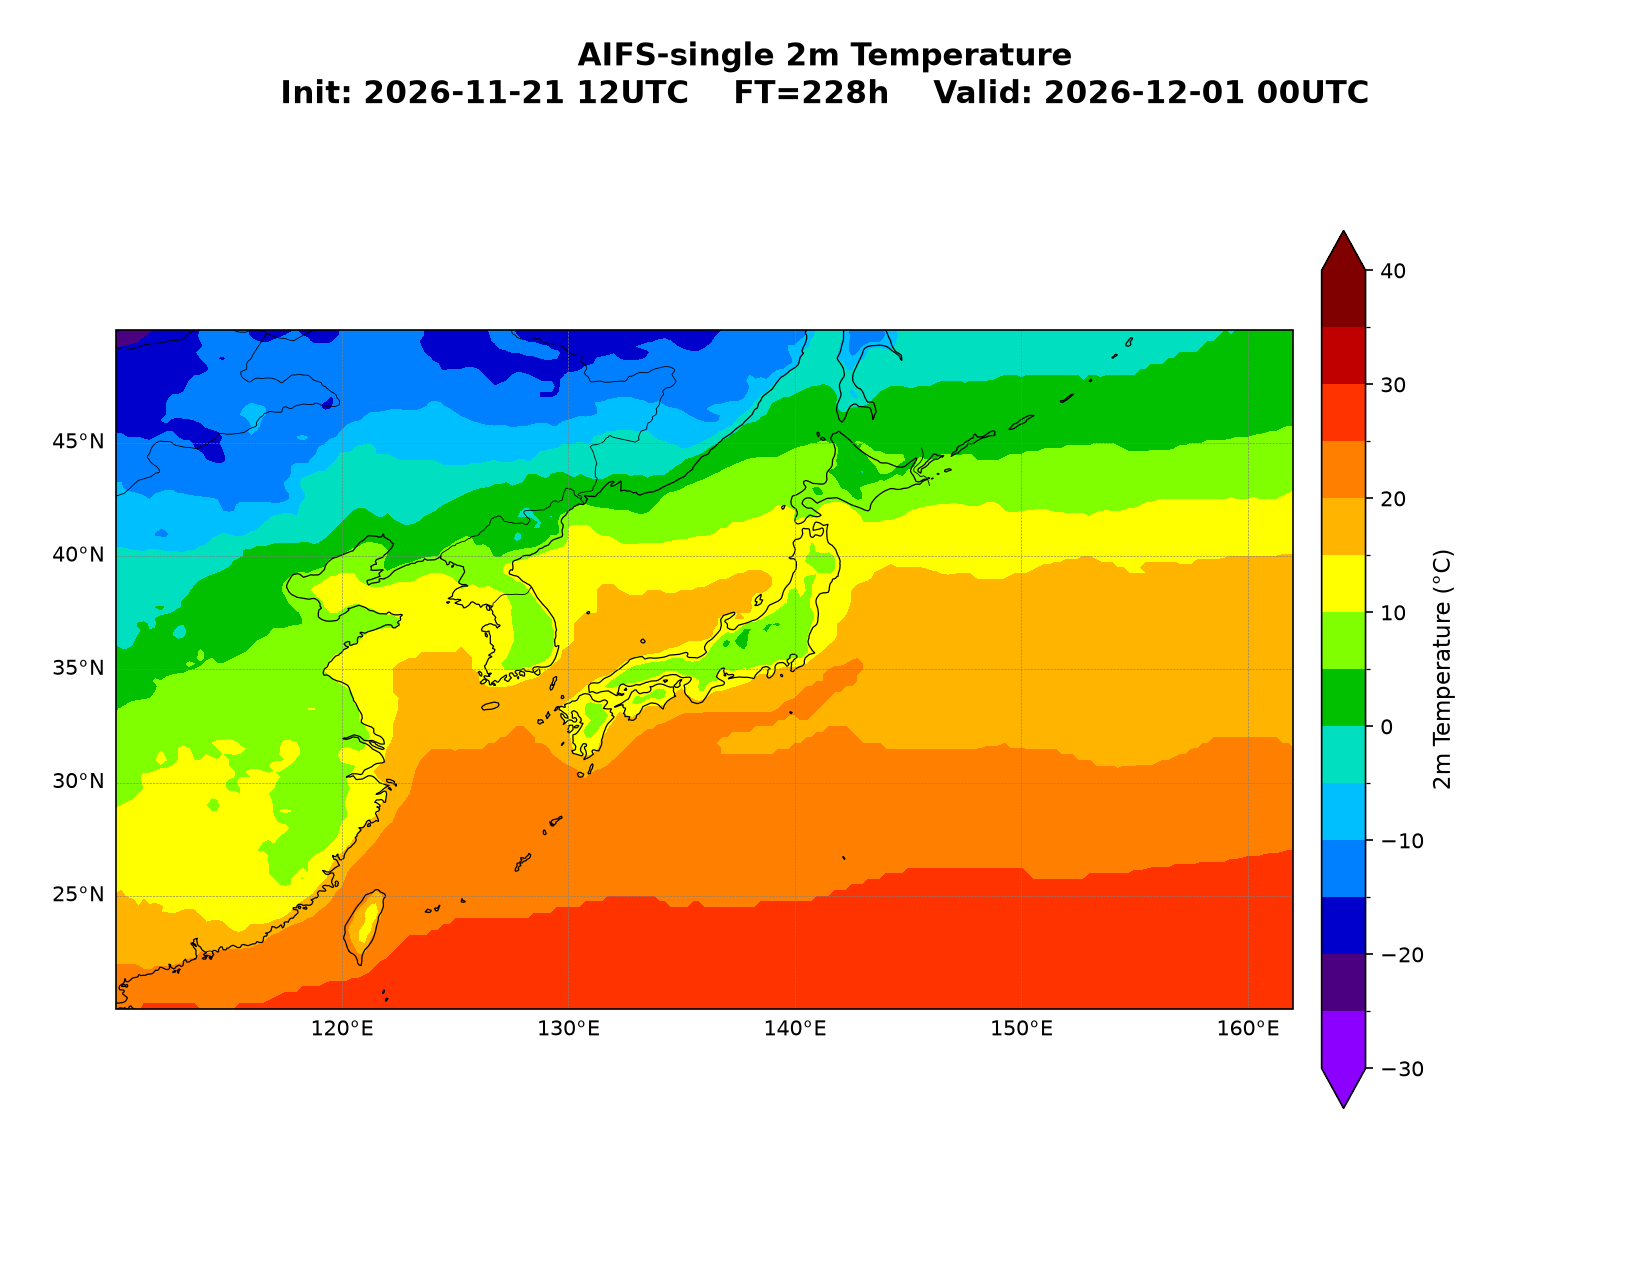 AIFS-single 2m Temperature
Init: 2026-11-21 12UTC    FT=228h    Valid: 2026-12-01 00UTC
45°N
40°N
35°N
30°N
25°N
120°E
130°E
140°E
150°E
160°E
40
30
20
10
0
−10
−20
−30
2m Temperature (°C)